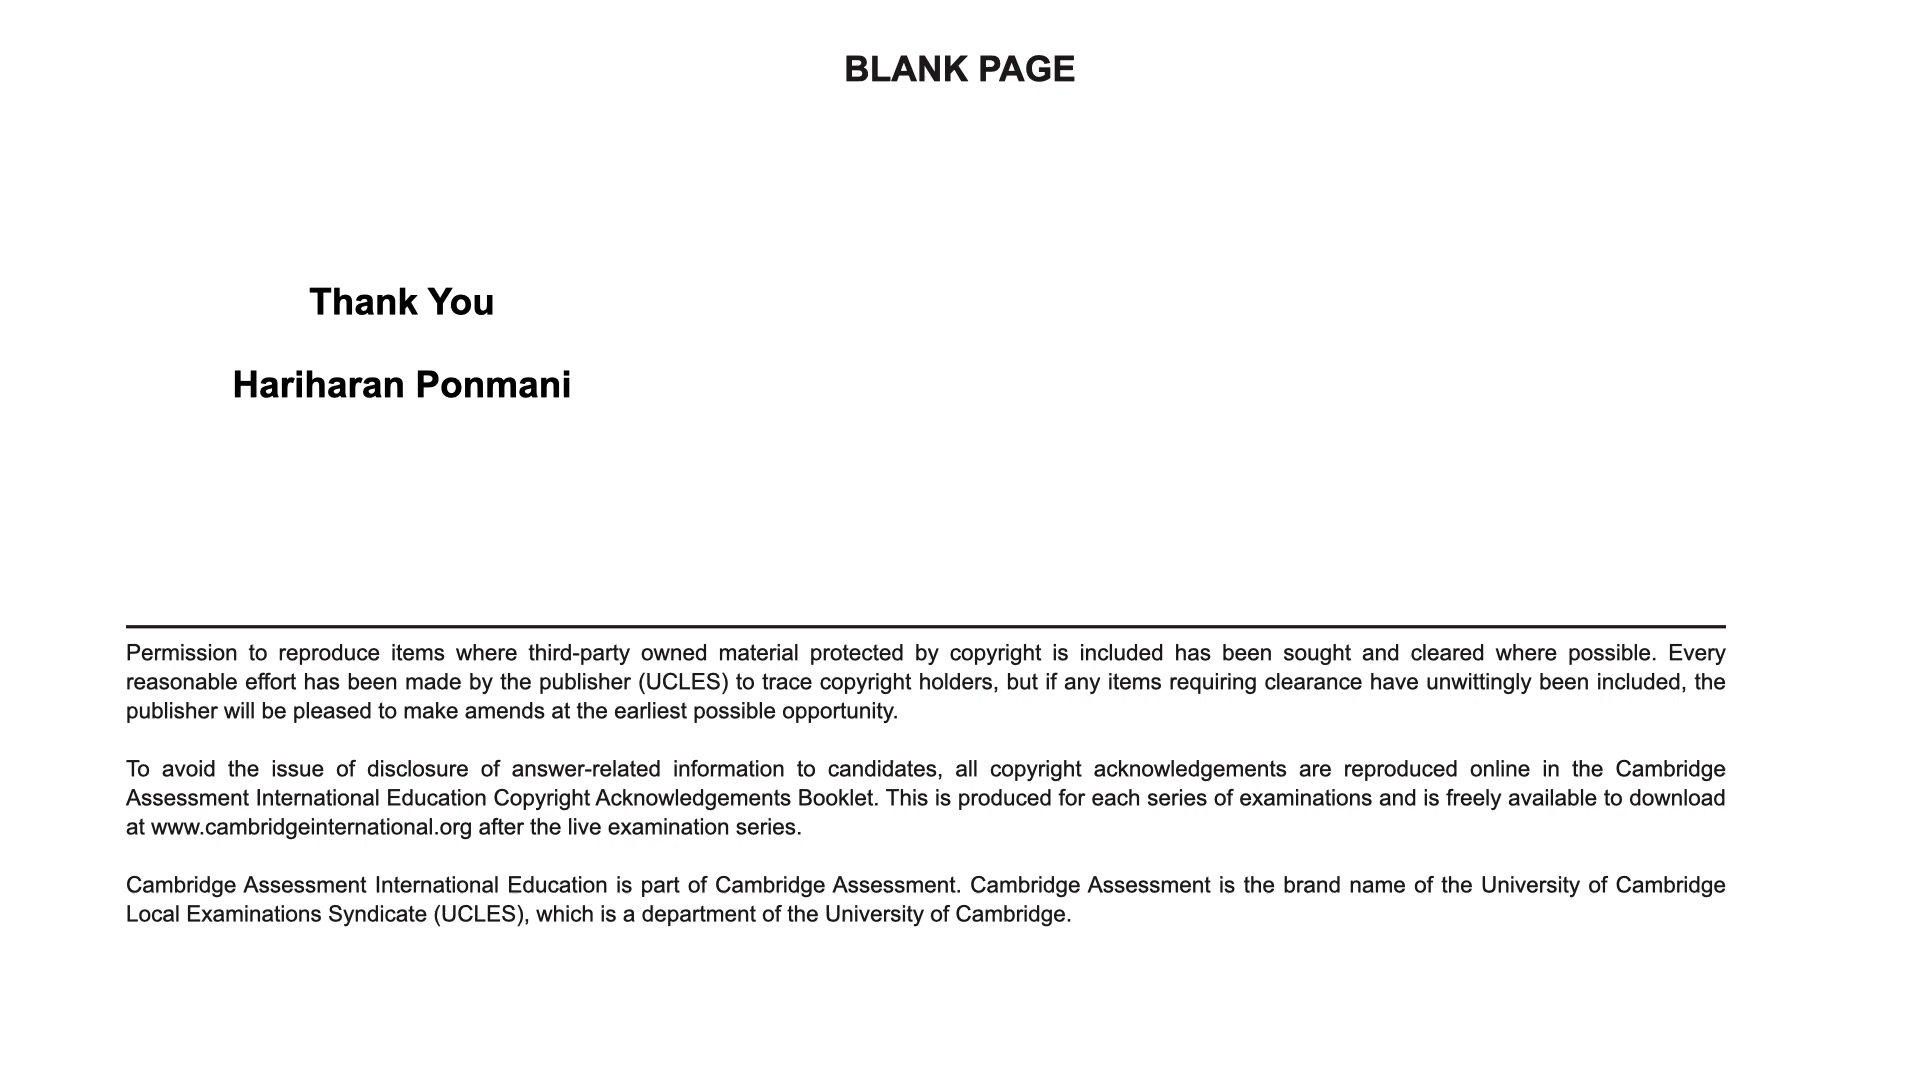 BLANK PAGE
Thank You
Hariharan Ponmani
Permission to reproduce items where third-party owned material protected by copyright is included has been sought and cleared where possible. Every
reasonable effort has been made by the publisher (UCLES) to trace copyright holders, but if any items requiring clearance have unwittingly been included, the
publisher will be pleased to make amends at the earliest possible opportunity.
To avoid the issue of disclosure of answer-related information to candidates, all copyright acknowledgements are reproduced online in the Cambridge
Assessment International Education Copyright Acknowledgements Booklet. This is produced for each series of examinations and is freely available to download
at www.cambridgeinternational.org after the live examination series.
Cambridge Assessment International Education is part of Cambridge Assessment. Cambridge Assessment is the brand name of the University of Cambridge
Local Examinations Syndicate (UCLES), which is a department of the University of Cambridge.